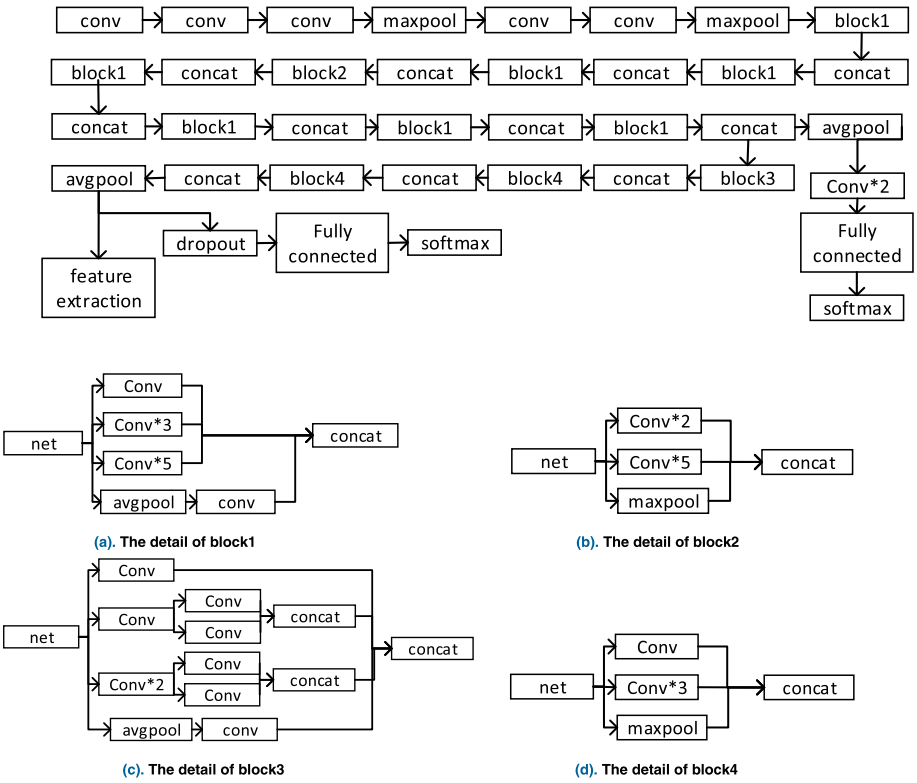 conv conv conv maxpool conv conv maxpool block1
block1 concat block2 concat block1 concat block1 concat
concat block1 concat block1 concat block1 concat avgpool
avgpool concat block4 concat block4 concat block3 Conv*2
dropout Fully connected softmax Fully connected
feature extraction
softmax
Conv
Conv*3
net concat
Conv*5
avgpool conv
(a). The detail of block1
Conv*2
net Conv*5 concat
maxpool
(b). The detail of block2
Conv
Conv
Conv concat
Conv
net concat
Conv
Conv*2 concat
Conv
avgpool conv
(c). The detail of block3
Conv
net Conv*3 concat
maxpool
(d). The detail of block4